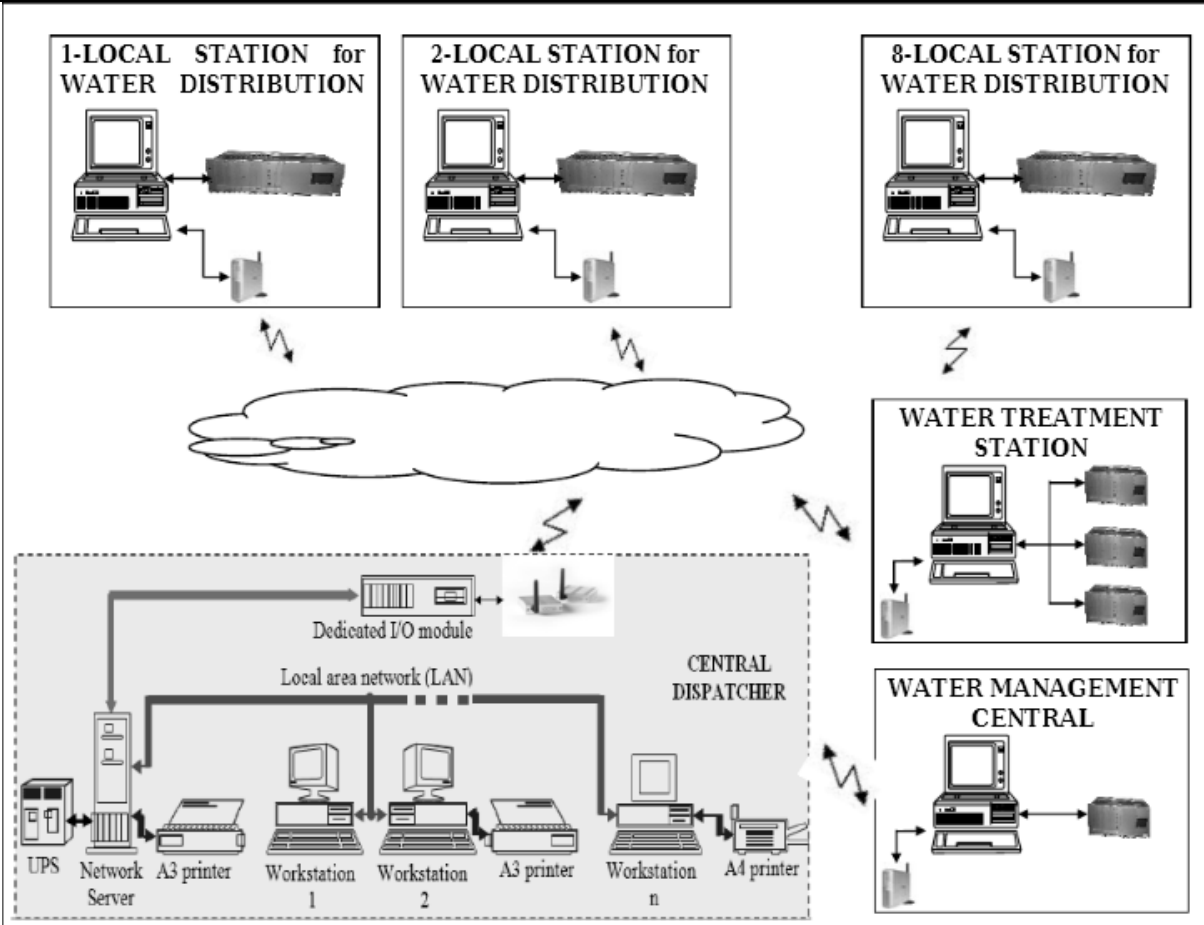 1-LOCAL STATION for
WATER DISTRIBUTION
2-LOCAL STATION for
WATER DISTRIBUTION
8-LOCAL STATION for
WATER DISTRIBUTION
WATER TREATMENT
STATION
Dedicated I/O module
Local area network (LAN)
CENTRAL
DISPATCHER
WATER MANAGEMENT
CENTRAL
UPS
Network
Server
A3 printer
Workstation
1
Workstation
2
A3 printer
Workstation
n
A4 printer